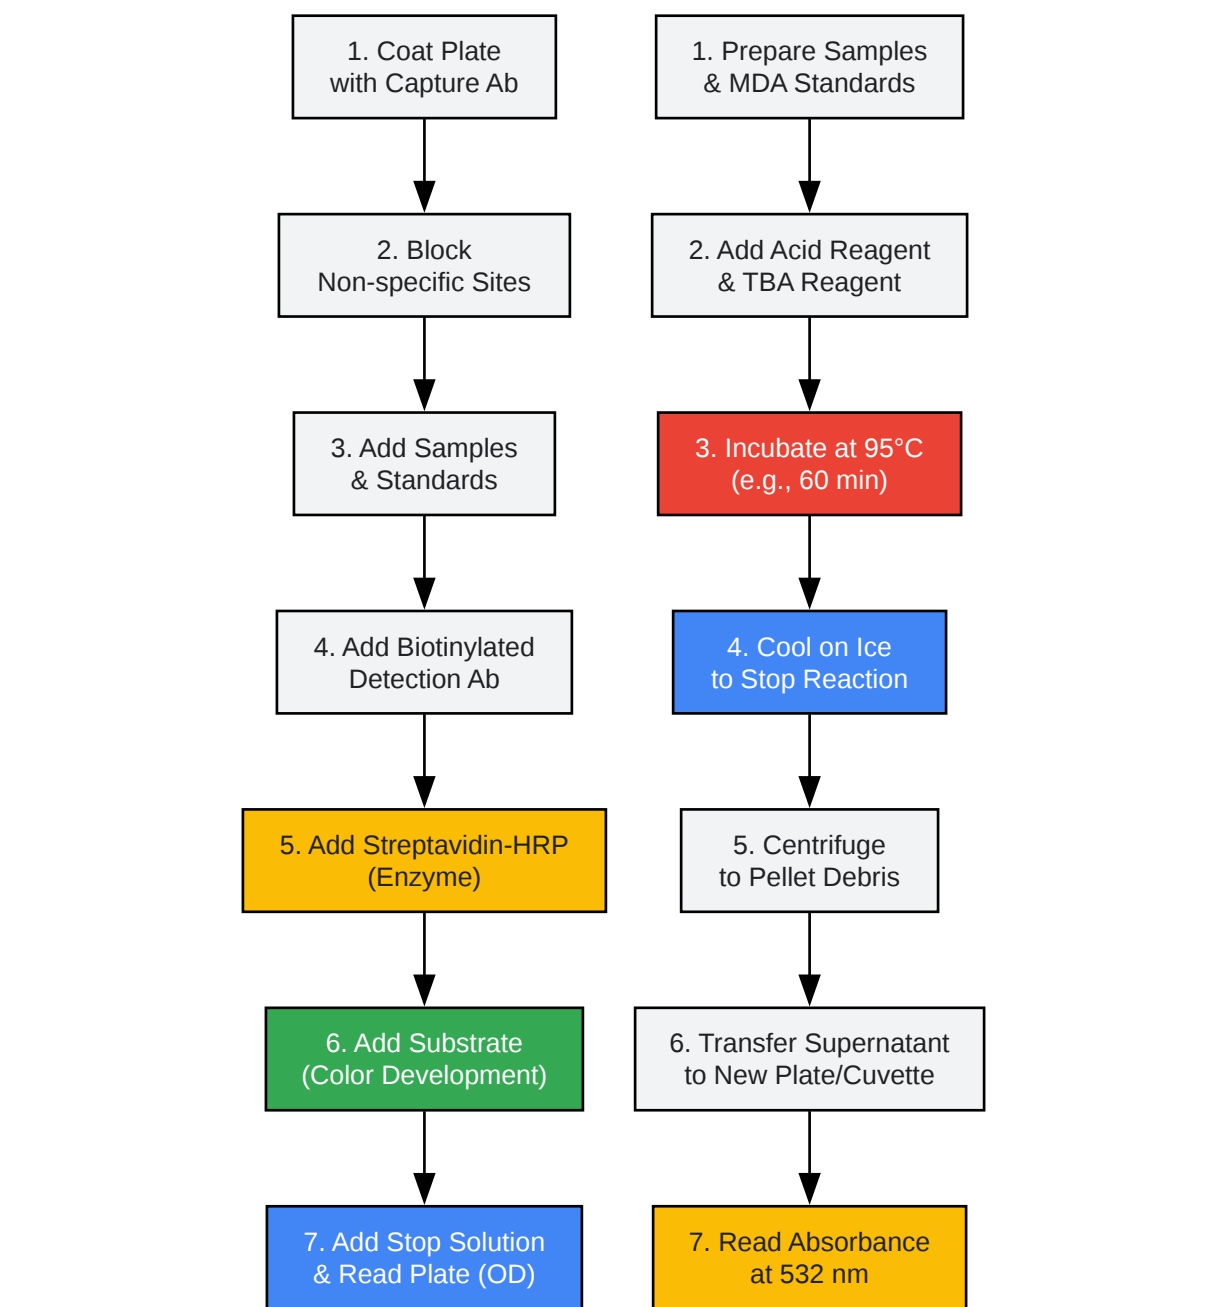 1. Coat Plate
with Capture Ab
2. Block
Non-specific Sites
3. Add Samples
& Standards
4. Add Biotinylated
Detection Ab
5. Add Streptavidin-HRP
(Enzyme)
6. Add Substrate
(Color Development)
7. Add Stop Solution
& Read Plate (OD)
1. Prepare Samples
& MDA Standards
2. Add Acid Reagent
& TBA Reagent
3. Incubate at 95°C
(e.g., 60 min)
4. Cool on Ice
to Stop Reaction
5. Centrifuge
to Pellet Debris
6. Transfer Supernatant
to New Plate/Cuvette
7. Read Absorbance
at 532 nm